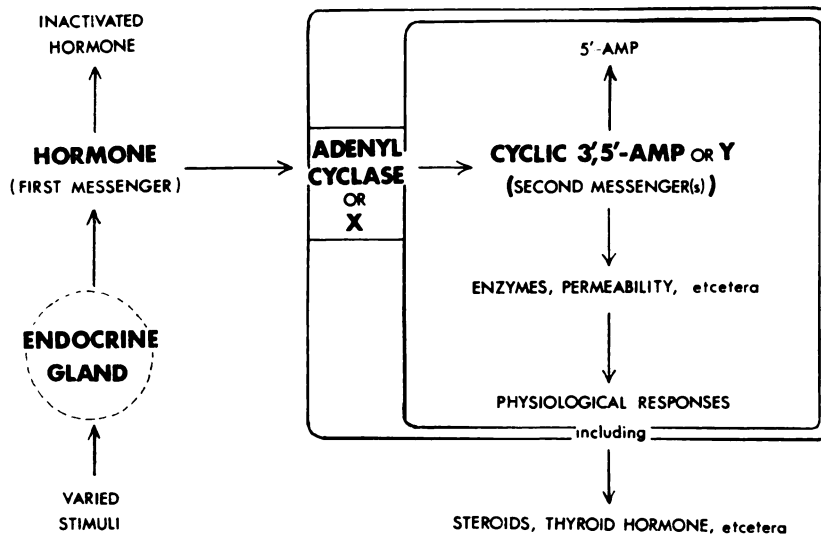 INACTIVATED
HORMONE
HORMONE
(FIRST MESSENGER)
ENDOCRINE
GLAND
VARIED
STIMULI
ADENYL
CYCLASE
OR
X
5'-AMP
CYCLIC 3',5'-AMP OR Y
(SECOND MESSENGER(s))
ENZYMES, PERMEABILITY, etcetera
PHYSIOLOGICAL RESPONSES
including
STEROIDS, THYROID HORMONE, etcetera